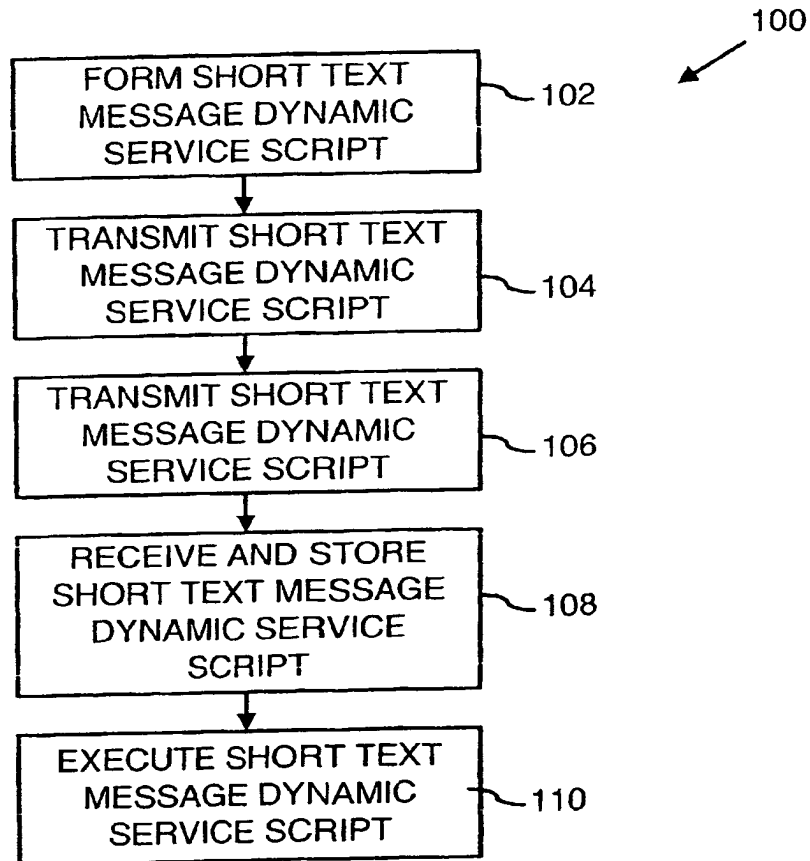 100
FORM SHORT TEXT
MESSAGE DYNAMIC
SERVICE SCRIPT
102
TRANSMIT SHORT TEXT
MESSAGE DYNAMIC
SERVICE SCRIPT
104
TRANSMIT SHORT TEXT
MESSAGE DYNAMIC
SERVICE SCRIPT
106
RECEIVE AND STORE
SHORT TEXT MESSAGE
DYNAMIC SERVICE
SCRIPT
108
EXECUTE SHORT TEXT
MESSAGE DYNAMIC
SERVICE SCRIPT
110